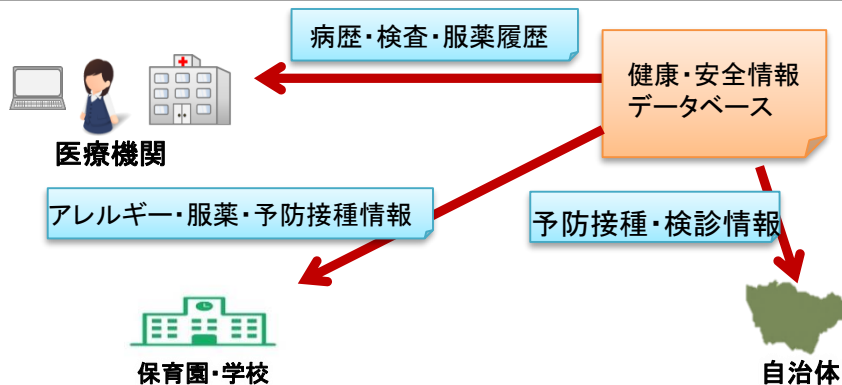 病歴・検査・服薬履歴
健康・安全情報
データベース
医療機関
アレルギー・服薬・予防接種情報
予防接種・検診情報
保育園・学校
自治体